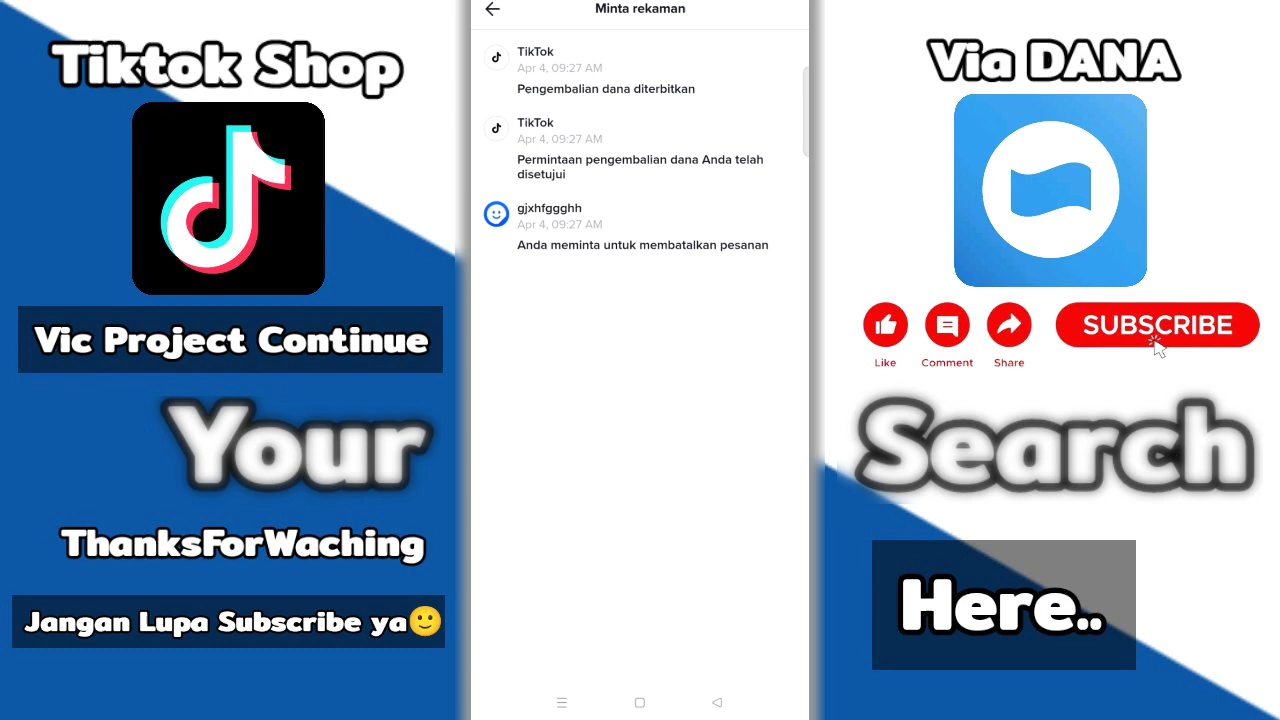 Tiktok Shop
Vic Project Continue
Your
ThanksForWaching
Jangan Lupa Subscribe ya🙂
Minta rekaman
TikTok
Apr 4, 09:27 AM
Pengembalian dana diterbitkan
TikTok
Apr 4, 09:27 AM
Permintaan pengembalian dana Anda telah
disetujui
gjxhfggghh
Apr 4, 09:27 AM
Anda meminta untuk membatalkan pesanan
Via DANA
Like
Comment
Share
SUBSCRIBE
Search
Here..